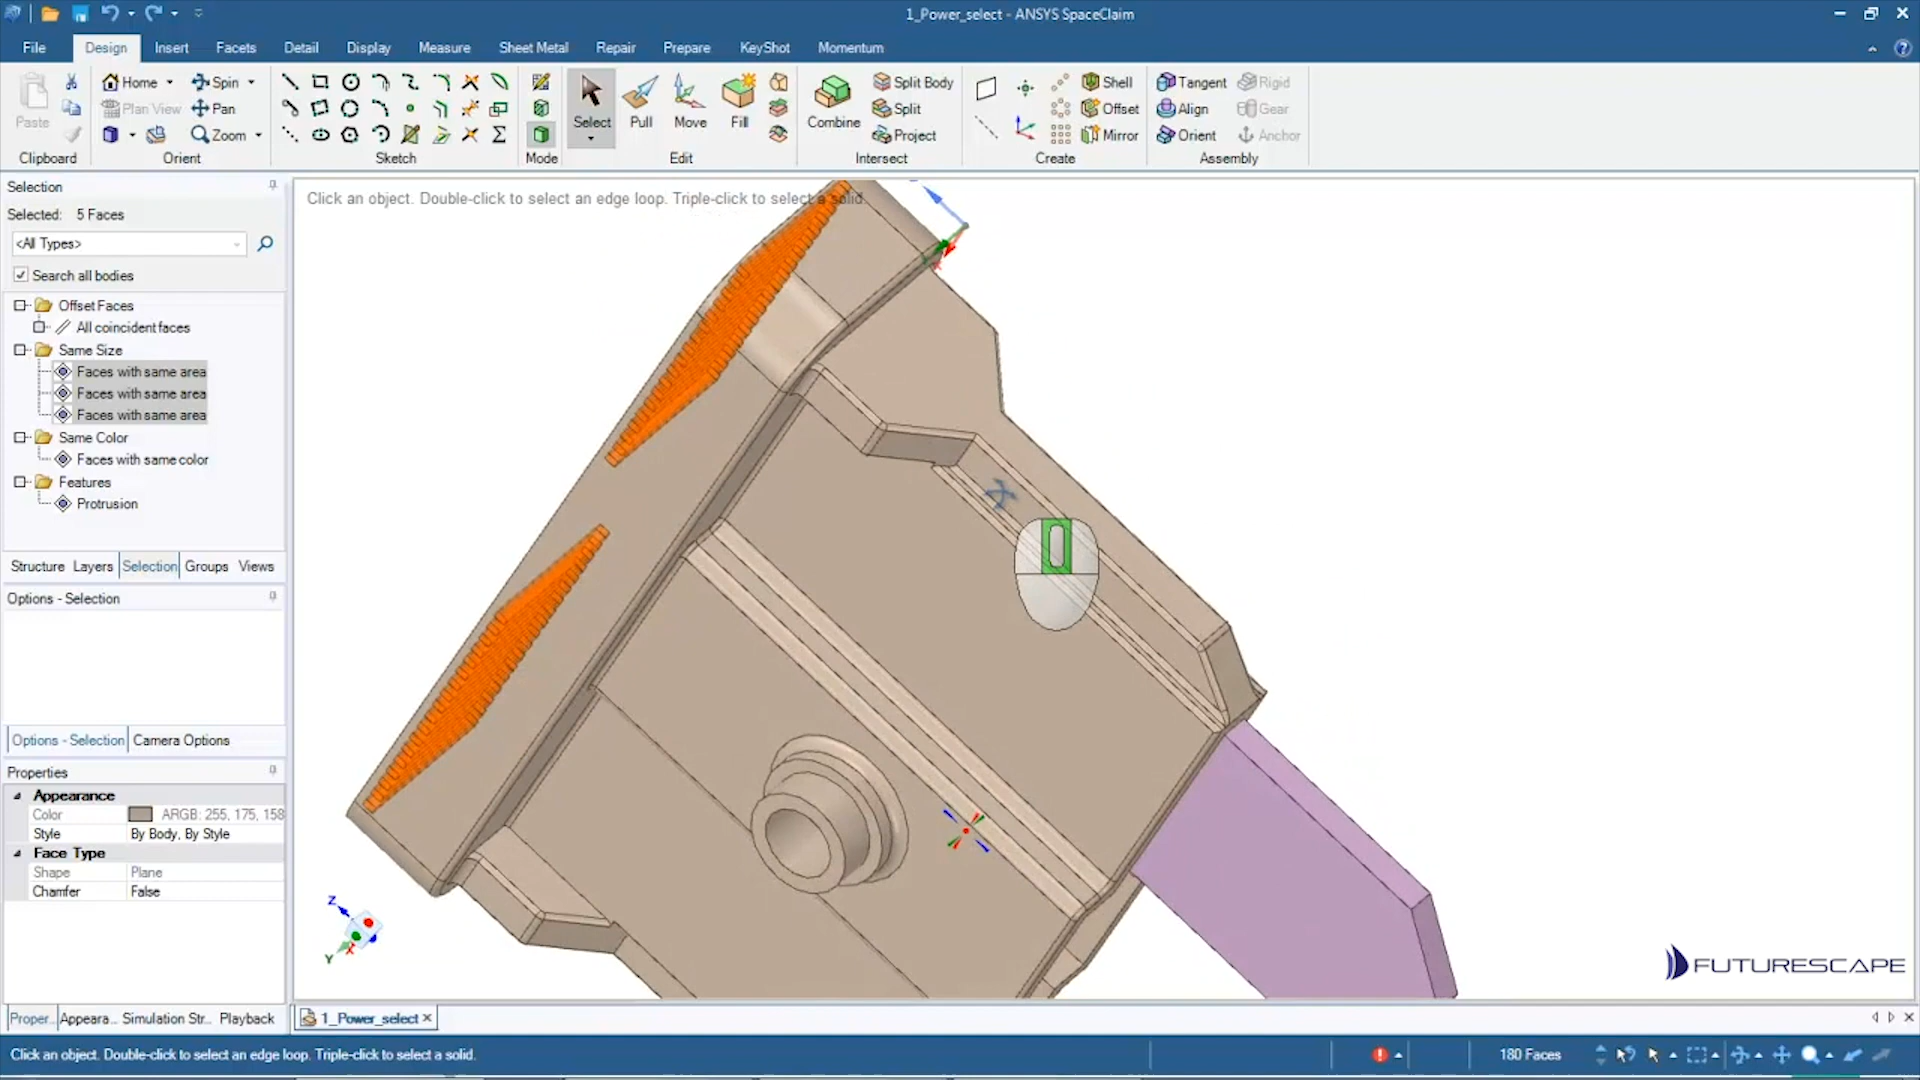 1_Power_select - ANSYS SpaceClaim
File Design Insert Facets Detail Display Measure Sheet Metal Repair Prepare KeyShot Momentum
Paste
Clipboard
Home Spin
Plan View Pan
Zoom
Orient
Sketch
Mode
Select Pull Move Fill
Edit
Combine
Split Body
Split
Project
Intersect
Shell
Offset
Mirror
Create
Tangent Rigid
Align Gear
Orient Anchor
Assembly
Selection
Selected: 5 Faces
<All Types>
Search all bodies
Offset Faces
All coincident faces
Same Size
Faces with same area
Faces with same area
Faces with same area
Same Color
Faces with same color
Features
Protrusion
Structure Layers Selection Groups Views
Options - Selection
Options - Selection Camera Options
Properties
Appearance
Color ARGB: 255, 175, 158
Style By Body, By Style
Face Type
Shape Plane
Chamfer False
Proper... Appeara... Simulation Str... Playback
Click an object. Double-click to select an edge loop. Triple-click to select a solid.
Z
Y
X
FUTURESCAPE
1_Power_select
Click an object. Double-click to select an edge loop. Triple-click to select a solid.
180 Faces